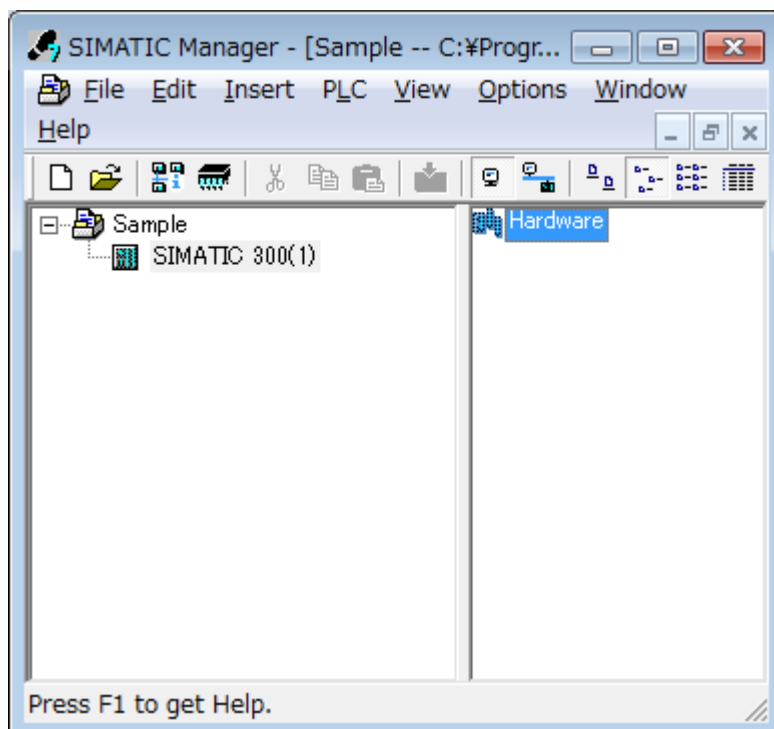 SIMATIC Manager - [Sample -- C:¥Progr...
File Edit Insert PLC View Options Window
Help
Sample
SIMATIC 300(1)
Hardware
Press F1 to get Help.